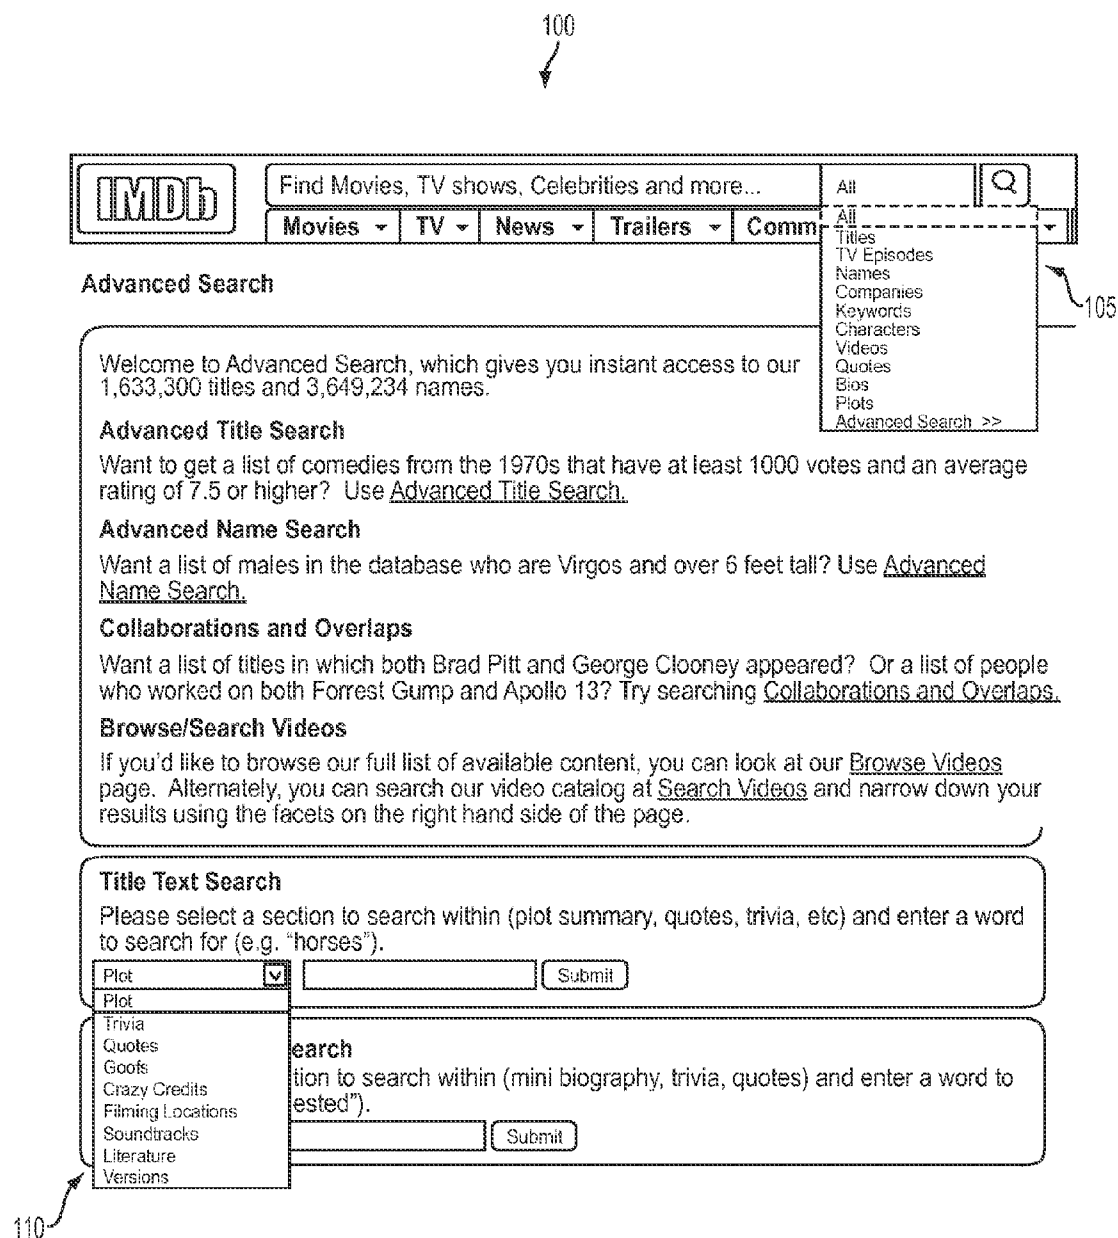 100
IMDb
Find Movies, TV shows, Celebrities and more...
All
Movies TV News Trailers Comm
All
Titles
TV Episodes
Names
Companies
Keywords
Characters
Videos
Quotes
Bios
Plots
Advanced Search >>
105
Advanced Search
Welcome to Advanced Search, which gives you instant access to our
1,633,300 titles and 3,649,234 names.
Advanced Title Search
Want to get a list of comedies from the 1970s that have at least 1000 votes and an average
rating of 7.5 or higher? Use Advanced Title Search.
Advanced Name Search
Want a list of males in the database who are Virgos and over 6 feet tall? Use Advanced
Name Search.
Collaborations and Overlaps
Want a list of titles in which both Brad Pitt and George Clooney appeared? Or a list of people
who worked on both Forrest Gump and Apollo 13? Try searching Collaborations and Overlaps.
Browse/Search Videos
If you'd like to browse our full list of available content, you can look at our Browse Videos
page. Alternately, you can search our video catalog at Search Videos and narrow down your
results using the facets on the right hand side of the page.
Title Text Search
Please select a section to search within (plot summary, quotes, trivia, etc) and enter a word
to search for (e.g. "horses").
Plot
Submit
Plot
Trivia
Quotes
Goofs
Crazy Credits
Filming Locations
Soundtracks
Literature
Versions
earch
tion to search within (mini biography, trivia, quotes) and enter a word to
ested").
Submit
110